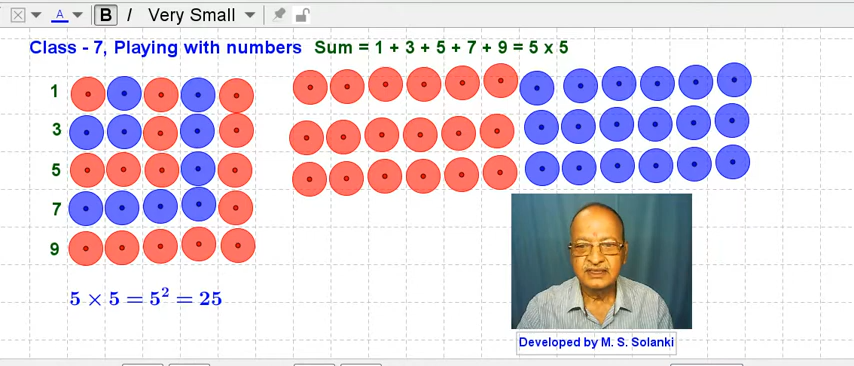 A B I Very Small
Class - 7, Playing with numbers Sum = 1 + 3 + 5 + 7 + 9 = 5 x 5
1
3
5
7
9
5 × 5 = 5² = 25
Developed by M. S. Solanki